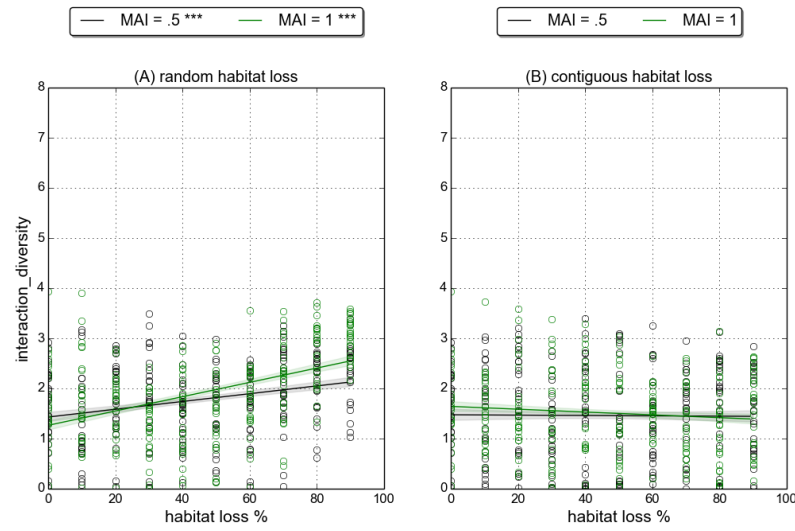 MAI = .5 *** MAI = 1 ***
MAI = .5 MAI = 1
(A) random habitat loss
(B) contiguous habitat loss
interaction_diversity
8
7
6
5
4
3
2
1
0
0 20 40 60 80 100
habitat loss %
8
7
6
5
4
3
2
1
0
0 20 40 60 80 100
habitat loss %